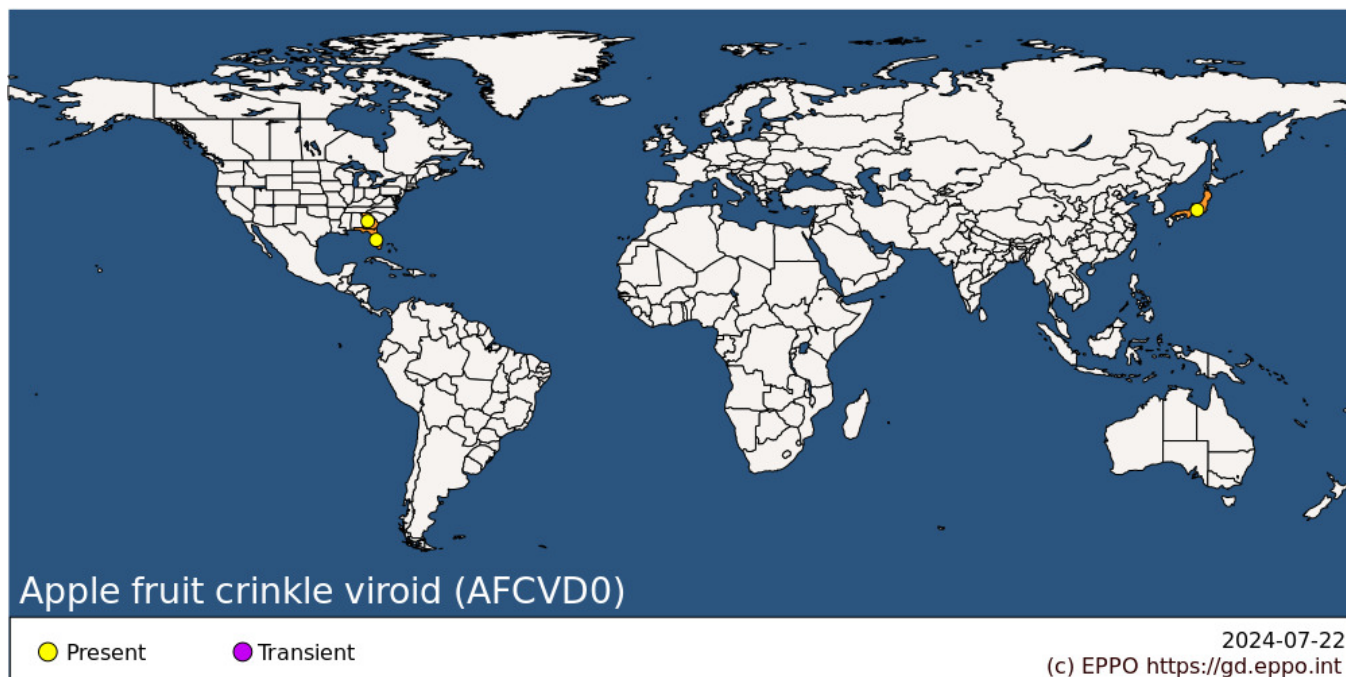 Apple fruit crinkle viroid (AFCVD0)
Present
Transient
2024-07-22
(c) EPPO https://gd.eppo.int